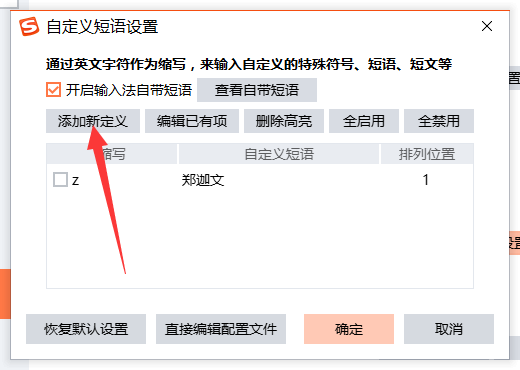 自定义短语设置
通过英文字符作为缩写，来输入自定义的特殊符号、短语、短文等
开启输入法自带短语 查看自带短语
添加新定义 编辑已有项 删除高亮 全启用 全禁用
缩写 自定义短语 排列位置
z 郑迦文 1
恢复默认设置 直接编辑配置文件 确定 取消